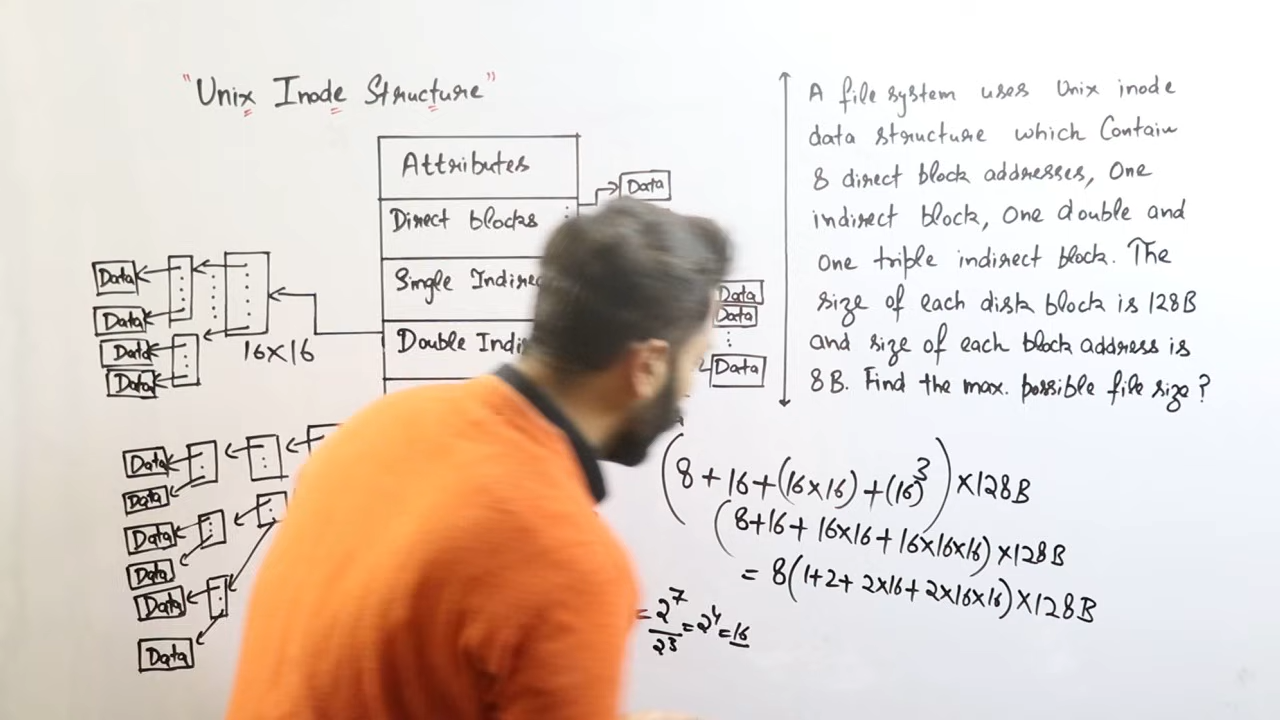 "Unix Inode Structure"
Attributes
Direct blocks
Single
Double
Data
Data
Data
Data
Data
Data
Data
Data
16×16
Data
Data
Data
Data
Data
Data
A file system uses Unix inode
data structure which Contain
8 direct block addresses, One
indirect block, One double and
one triple indirect block. The
size of each disk block is 128B
and size of each block address is
8B. Find the max. possible file size?
(8+16+(16×16)+(16)³)×128B
(8+16+16×16+16×16×16)×128B
= 8(1+2+2×16+2×16×16)×128B
= 2⁷/2³ = 2⁴ = 16